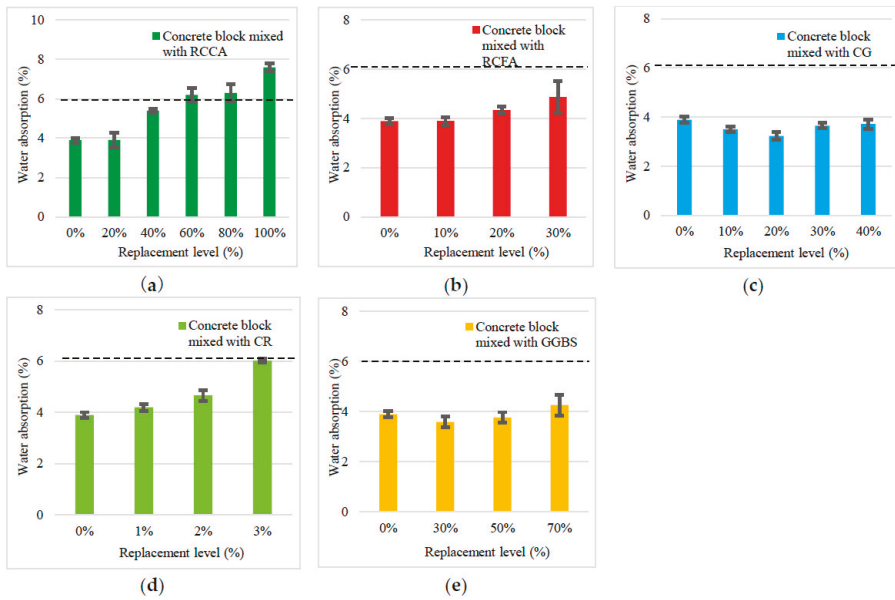 10
8
6
4
2
0
Water absorption (%)
Concrete block mixed
with RCCA
0% 20% 40% 60% 80% 100%
Replacement level (%)
(a)
8
6
4
2
0
Water absorption (%)
Concrete block
mixed with
RCFA
0% 10% 20% 30%
Replacement level (%)
(b)
8
6
4
2
0
Water absorption (%)
Concrete block
mixed with CG
0% 10% 20% 30% 40%
Replacement level (%)
(c)
8
6
4
2
0
Water absorption (%)
Concrete block
mixed with CR
0% 1% 2% 3%
Replacement level (%)
(d)
8
6
4
2
0
Water absorption (%)
Concrete block
mixed with GGBS
0% 30% 50% 70%
Replacement level (%)
(e)